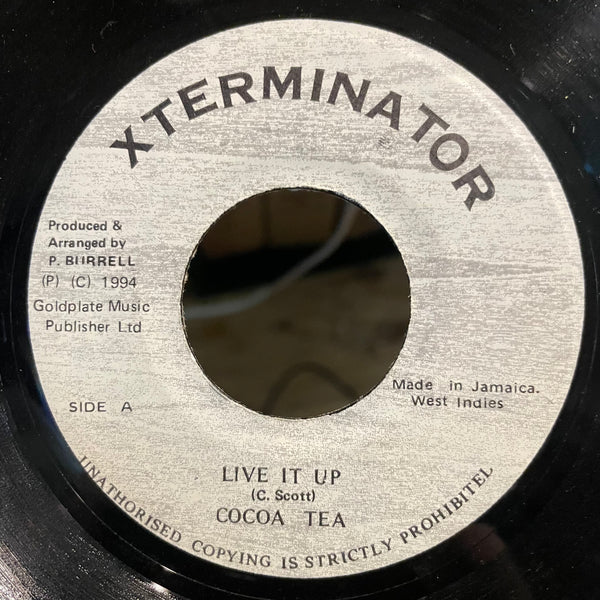 XTERMINATOR
Produced &
Arranged by
P. BURRELL
(P) (C) 1994
Goldplate Music
Publisher Ltd
SIDE A
Made in Jamaica.
West Indies
LIVE IT UP
(C. Scott)
COCOA TEA
UNATHORISED COPYING IS STRICTLY PROHIBITEL